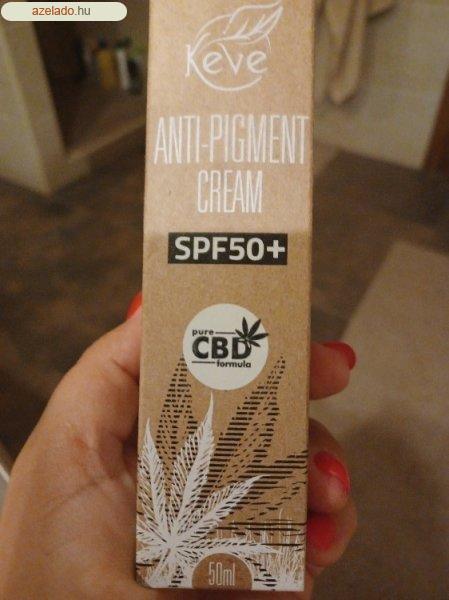 azelado.hu
Keve
ANTI-PIGMENT
CREAM
SPF50+
pure
CBD
formula
50ml